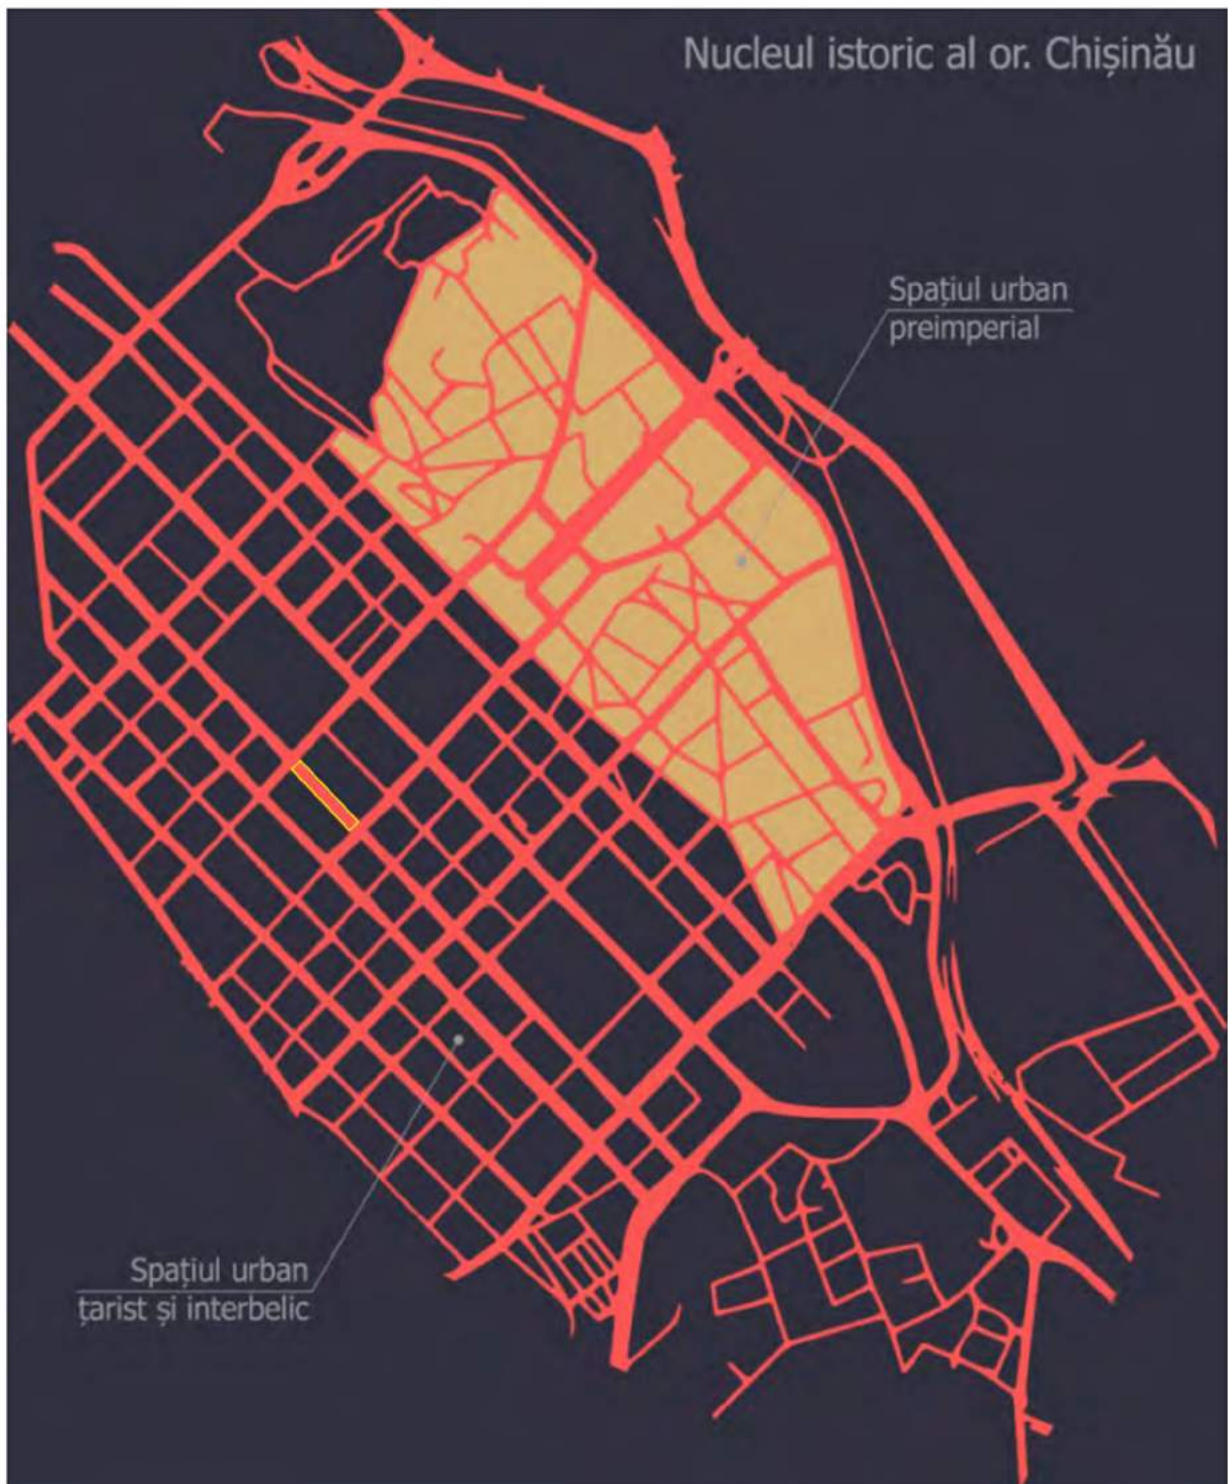 Nucleul istoric al or. Chișinău
Spațiul urban
preimperial
Spațiul urban
țarist și interbelic